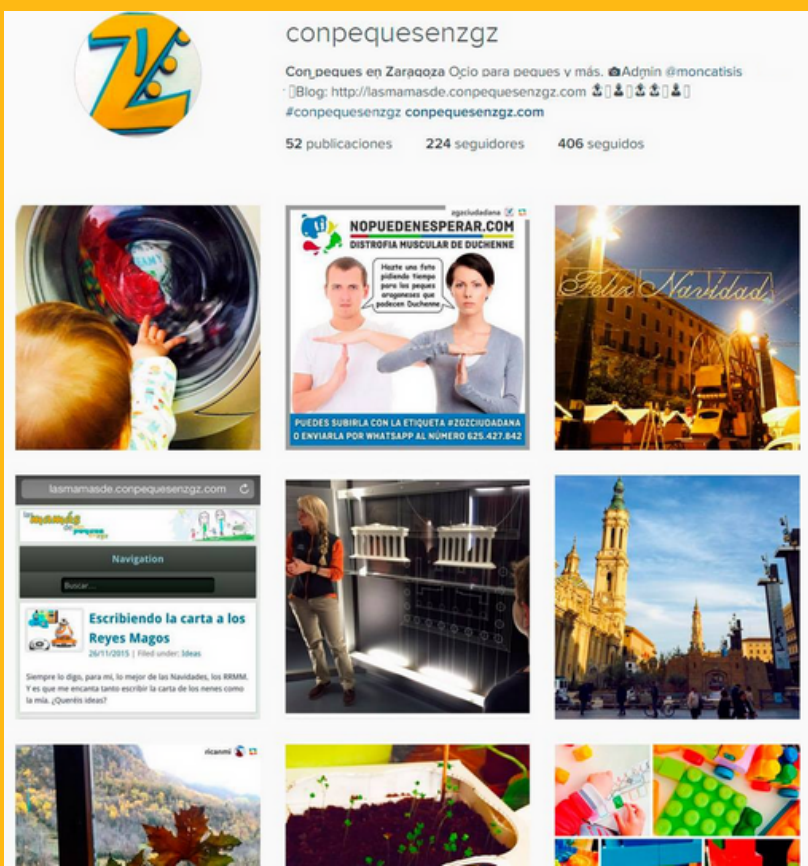 conpequesenzgz
Con peques en Zaragoza Ocio para peques y más. Admin @moncatisis
Blog: http://lasmamasde.conpequesenzgz.com
#conpequesenzgz conpequesenzgz.com
52 publicaciones 224 seguidores 406 seguidos
zgzciudadana
NOPUEDENESPERAR.COM
DISTROFIA MUSCULAR DE DUCHENNE
Hazte una foto
pidiendo tiempo
para los peques
aragoneses que
padecen Duchenne
PUEDES SUBIRLA CON LA ETIQUETA #ZGZCIUDADANA
O ENVIARLA POR WHATSAPP AL NÚMERO 625.427.842
Feliz Navidad
lasmamasde.conpequesenzgz.com
las mamás
de
peques
Navigation
Buscar...
Escribiendo la carta a los
Reyes Magos
26/11/2015 | Filed under: Ideas
Siempre lo digo, para mi, lo mejor de las Navidades, los RRMM.
Y es que me encanta tanto escribir la carta de los nenes como
la mía. ¿Queréis ideas?
ricanmi